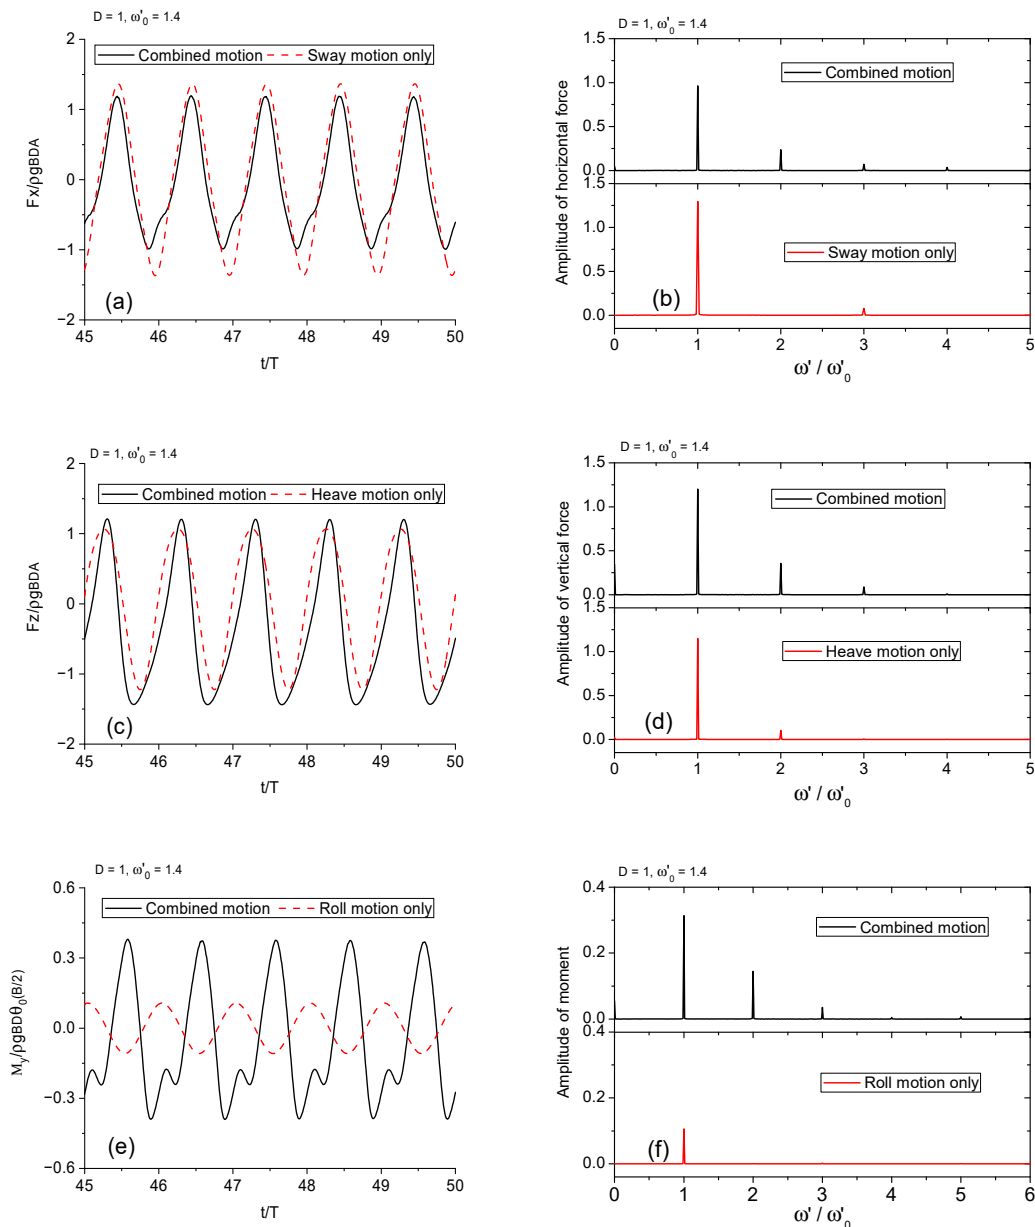 D = 1, ω'0 = 1.4
Combined motion Sway motion only
Fx/ρgBDA
2
1
0
−1
−2
(a)
45 46 47 48 49 50
t/T
D = 1, ω'0 = 1.4
Combined motion
Amplitude of horizontal force
1.5
1.0
0.5
0.0
1.5
1.0
0.5
0.0
Sway motion only
(b)
0 1 2 3 4 5
ω' / ω'0
D = 1, ω'0 = 1.4
Combined motion Heave motion only
Fz/ρgBDA
2
1
0
−1
−2
(c)
45 46 47 48 49 50
t/T
D = 1, ω'0 = 1.4
Combined motion
Amplitude of vertical force
1.5
1.0
0.5
0.0
1.5
1.0
0.5
0.0
Heave motion only
(d)
0 1 2 3 4 5
ω' / ω'0
D = 1, ω'0 = 1.4
Combined motion Roll motion only
My/ρgBDθ0(B/2)
0.6
0.3
0.0
−0.3
−0.6
(e)
45 46 47 48 49 50
t/T
D = 1, ω'0 = 1.4
Combined motion
Amplitude of moment
0.4
0.2
0.0
0.4
0.2
0.0
Roll motion only
(f)
0 1 2 3 4 5 6
ω' / ω'0